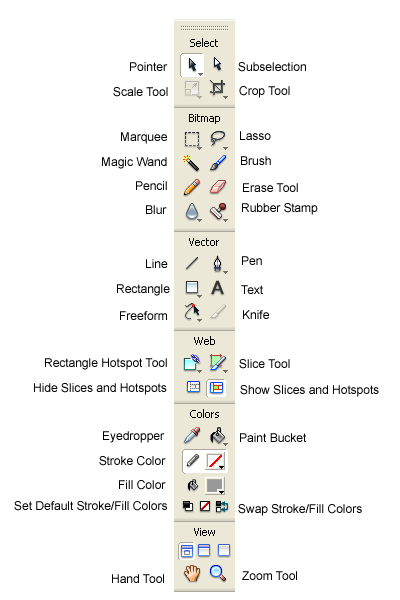 Select
Pointer Subselection
Scale Tool Crop Tool
Bitmap
Marquee Lasso
Magic Wand Brush
Pencil Erase Tool
Blur Rubber Stamp
Vector
Line Pen
Rectangle A Text
Freeform Knife
Web
Rectangle Hotspot Tool Slice Tool
Hide Slices and Hotspots Show Slices and Hotspots
Colors
Eyedropper Paint Bucket
Stroke Color
Fill Color
Set Default Stroke/Fill Colors Swap Stroke/Fill Colors
View
Hand Tool Zoom Tool